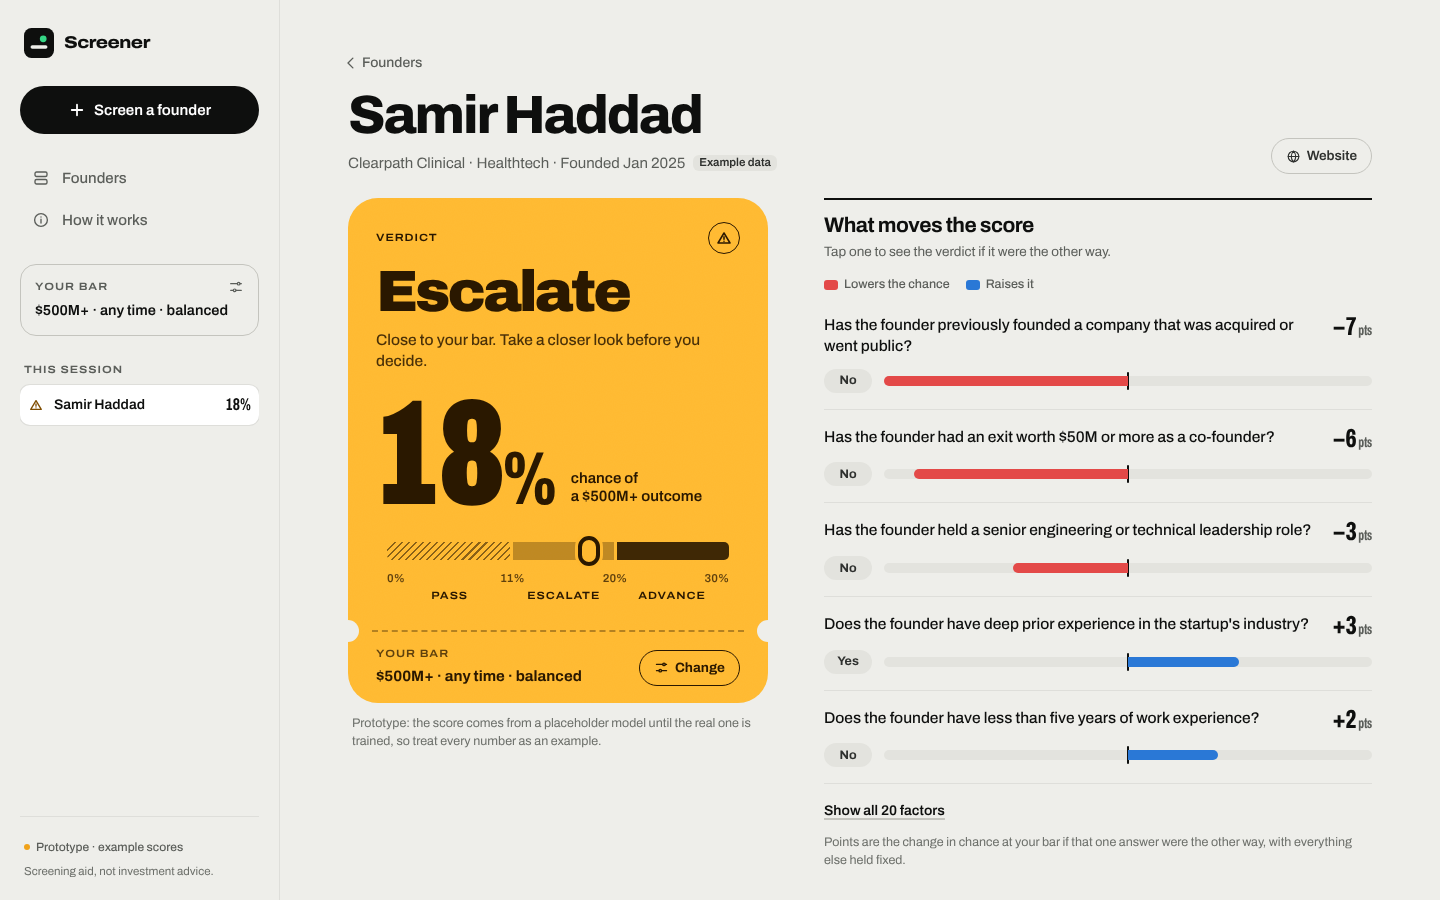 Screener
Screen a founder
Founders
How it works
YOUR BAR
$500M+ · any time · balanced
THIS SESSION
Samir Haddad 18%
Prototype · example scores
Screening aid, not investment advice.
Founders
Samir Haddad
Clearpath Clinical · Healthtech · Founded Jan 2025 Example data
Website
VERDICT
Escalate
Close to your bar. Take a closer look before you
decide.
18%
chance of
a $500M+ outcome
0% 11% 20% 30%
PASS ESCALATE ADVANCE
YOUR BAR
$500M+ · any time · balanced
Change
Prototype: the score comes from a placeholder model until the real one is
trained, so treat every number as an example.
What moves the score
Tap one to see the verdict if it were the other way.
Lowers the chance Raises it
Has the founder previously founded a company that was acquired or
went public?
−7 pts
No
Has the founder had an exit worth $50M or more as a co-founder?
−6 pts
No
Has the founder held a senior engineering or technical leadership role?
−3 pts
No
Does the founder have deep prior experience in the startup's industry?
+3 pts
Yes
Does the founder have less than five years of work experience?
+2 pts
No
Show all 20 factors
Points are the change in chance at your bar if that one answer were the other way, with everything
else held fixed.